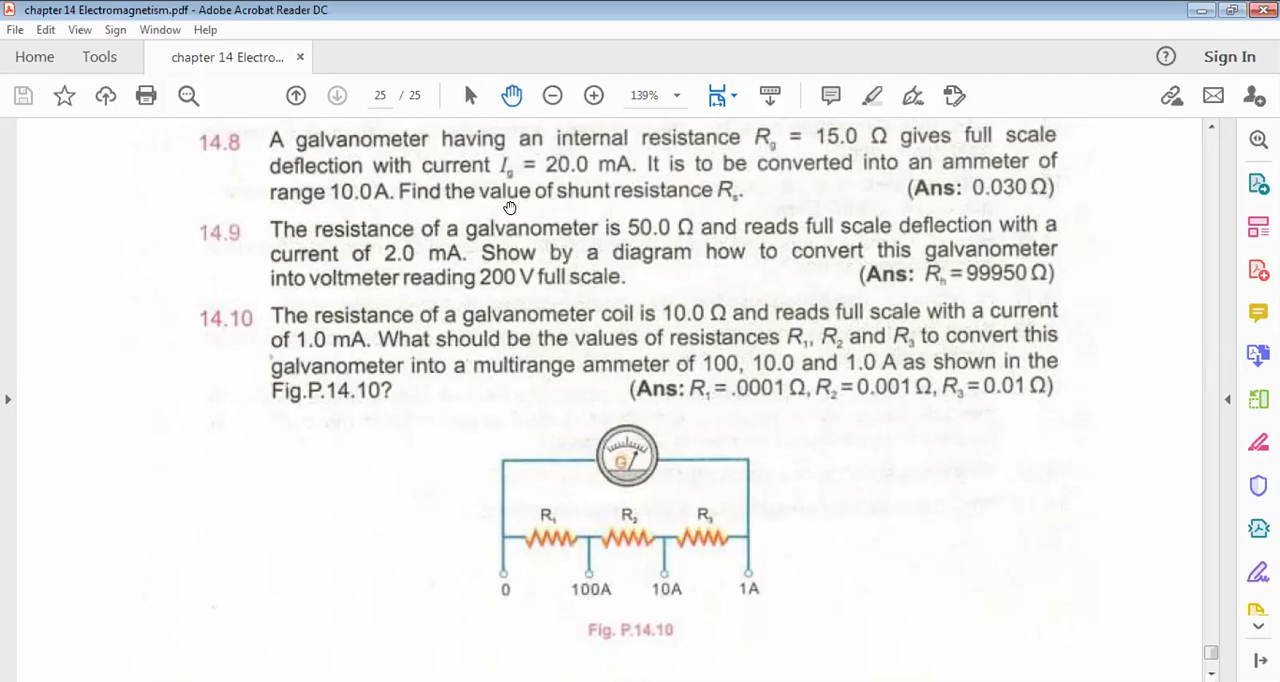 chapter 14 Electromagnetism.pdf - Adobe Acrobat Reader DC
File Edit View Sign Window Help
Home Tools chapter 14 Electro... × Sign In
25 / 25 139%
14.8 A galvanometer having an internal resistance Rg = 15.0 Ω gives full scale
deflection with current Ig = 20.0 mA. It is to be converted into an ammeter of
range 10.0A. Find the value of shunt resistance Rs. (Ans: 0.030 Ω)
14.9 The resistance of a galvanometer is 50.0 Ω and reads full scale deflection with a
current of 2.0 mA. Show by a diagram how to convert this galvanometer
into voltmeter reading 200 V full scale. (Ans: Rh = 99950 Ω)
14.10 The resistance of a galvanometer coil is 10.0 Ω and reads full scale with a current
of 1.0 mA. What should be the values of resistances R1, R2 and R3 to convert this
galvanometer into a multirange ammeter of 100, 10.0 and 1.0 A as shown in the
Fig.P.14.10? (Ans: R1 = .0001 Ω, R2 = 0.001 Ω, R3 = 0.01 Ω)
G
R1 R2 R3
0 100A 10A 1A
Fig. P.14.10